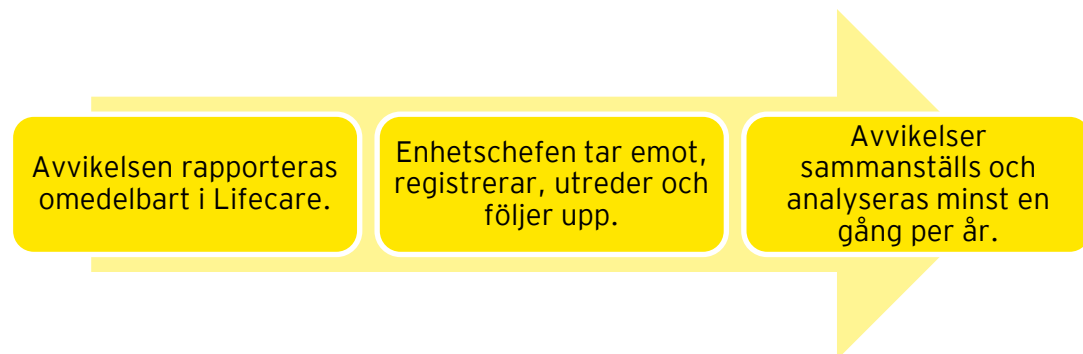 Avvikelsen rapporteras
omedelbart i Lifecare.
Enhetschefen tar emot,
registrerar, utreder och
följer upp.
Avvikelser
sammanställs och
analyseras minst en
gång per år.